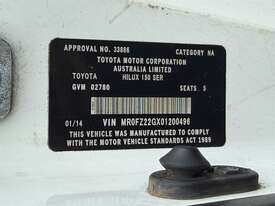 APPROVAL NO. 33886 CATEGORY NA
TOYOTA MOTOR CORPORATION
AUSTRALIA LIMITED
TOYOTA HILUX 150 SER
GVM 02780 SEATS 5
01/14 VIN MR0FZ22GX01200496
THIS VEHICLE WAS MANUFACTURED TO COMPLY
WITH THE MOTOR VEHICLE STANDARDS ACT 1989